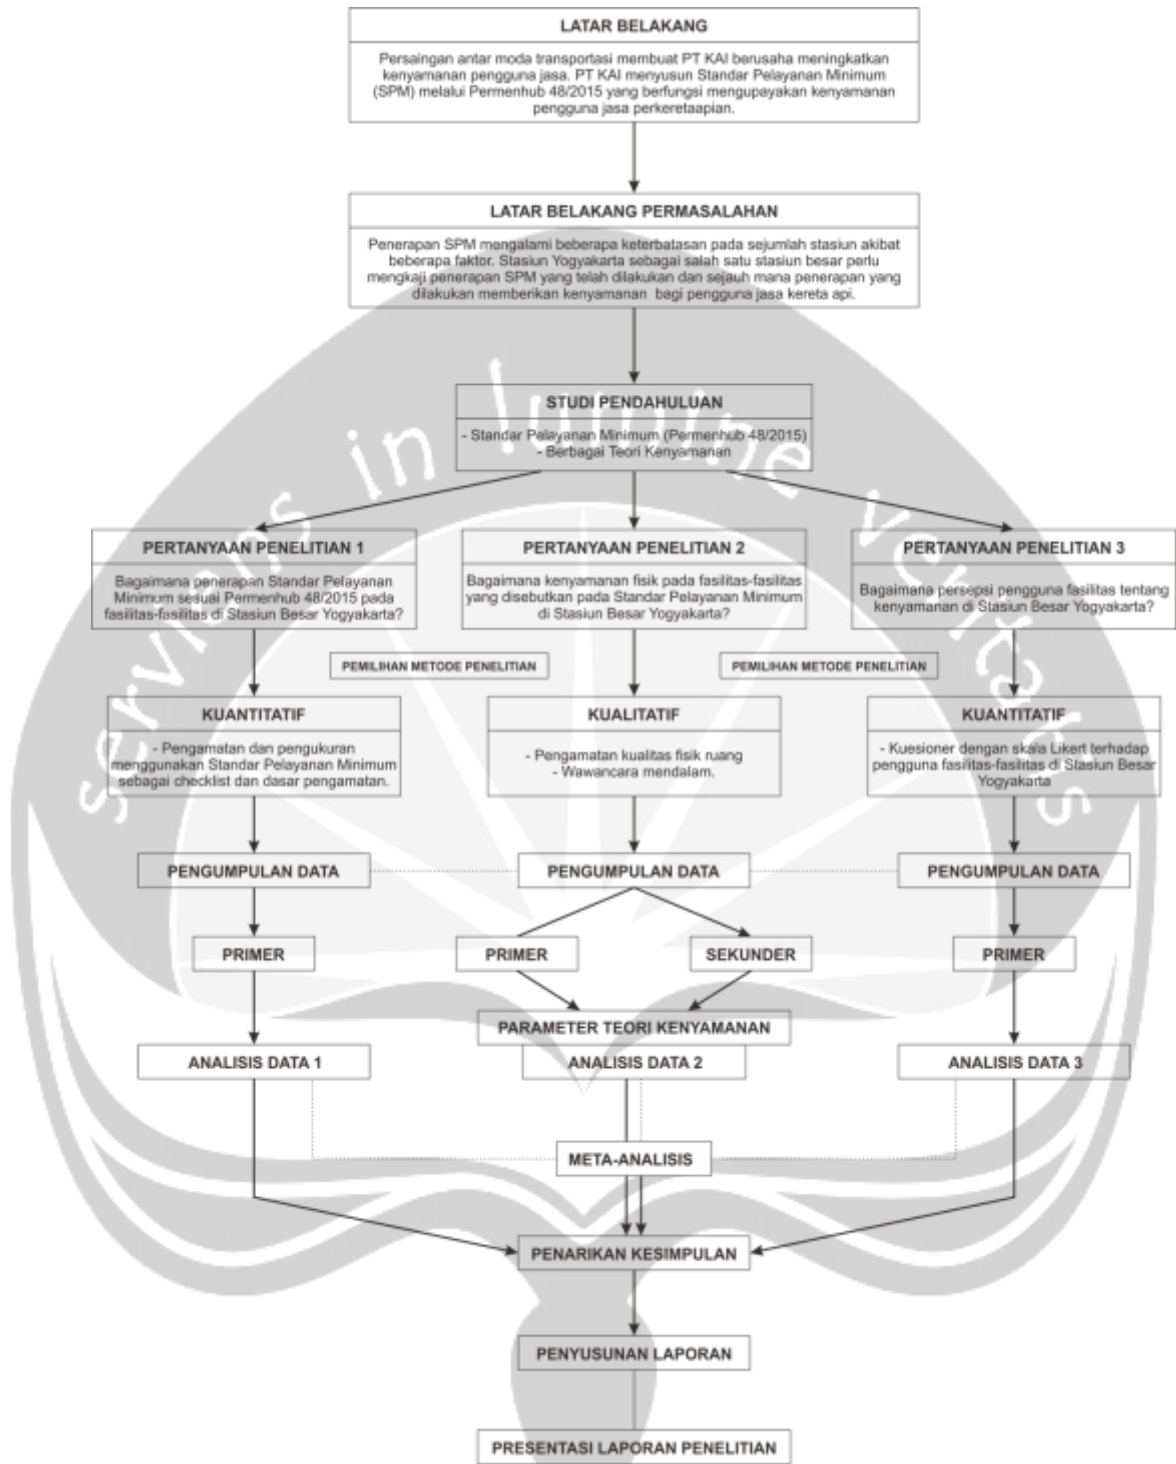 LATAR BELAKANG
Persaingan antar moda transportasi membuat PT KAI berusaha meningkatkan
kenyamanan pengguna jasa. PT KAI menyusun Standar Pelayanan Minimum
(SPM) melalui Permenhub 48/2015 yang berfungsi mengupayakan kenyamanan
pengguna jasa perkeretaapian.
LATAR BELAKANG PERMASALAHAN
Penerapan SPM mengalami beberapa keterbatasan pada sejumlah stasiun akibat
beberapa faktor. Stasiun Yogyakarta sebagai salah satu stasiun besar perlu
mengkaji penerapan SPM yang telah dilakukan dan sejauh mana penerapan yang
dilakukan memberikan kenyamanan bagi pengguna jasa kereta api.
STUDI PENDAHULUAN
- Standar Pelayanan Minimum (Permenhub 48/2015)
- Berbagai Teori Kenyamanan
serviens in lumine veritatis
PERTANYAAN PENELITIAN 1
Bagaimana penerapan Standar Pelayanan
Minimum sesuai Permenhub 48/2015 pada
fasilitas-fasilitas di Stasiun Besar Yogyakarta?
PERTANYAAN PENELITIAN 2
Bagaimana kenyamanan fisik pada fasilitas-fasilitas
yang disebutkan pada Standar Pelayanan Minimum
di Stasiun Besar Yogyakarta?
PERTANYAAN PENELITIAN 3
Bagaimana persepsi pengguna fasilitas tentang
kenyamanan di Stasiun Besar Yogyakarta?
PEMILIHAN METODE PENELITIAN
PEMILIHAN METODE PENELITIAN
KUANTITATIF
- Pengamatan dan pengukuran
menggunakan Standar Pelayanan Minimum
sebagai checklist dan dasar pengamatan.
KUALITATIF
- Pengamatan kualitas fisik ruang
- Wawancara mendalam.
KUANTITATIF
- Kuesioner dengan skala Likert terhadap
pengguna fasilitas-fasilitas di Stasiun Besar
Yogyakarta
PENGUMPULAN DATA
PENGUMPULAN DATA
PENGUMPULAN DATA
PRIMER
PRIMER
SEKUNDER
PRIMER
PARAMETER TEORI KENYAMANAN
ANALISIS DATA 1
ANALISIS DATA 2
ANALISIS DATA 3
META-ANALISIS
PENARIKAN KESIMPULAN
PENYUSUNAN LAPORAN
PRESENTASI LAPORAN PENELITIAN